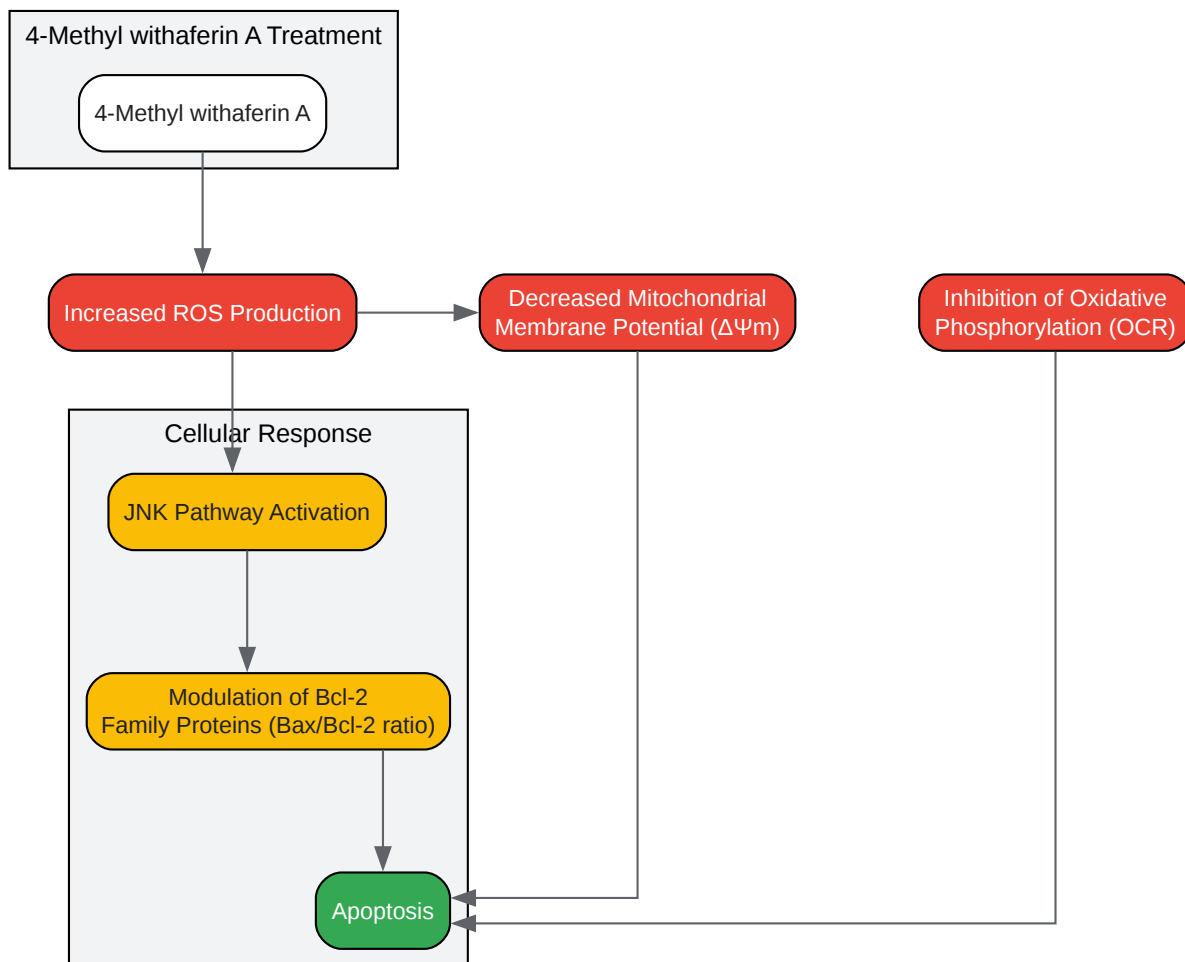 4-Methyl withaferin A Treatment
4-Methyl withaferin A
Increased ROS Production
Decreased Mitochondrial
Membrane Potential (ΔΨm)
Inhibition of Oxidative
Phosphorylation (OCR)
Cellular Response
JNK Pathway Activation
Modulation of Bcl-2
Family Proteins (Bax/Bcl-2 ratio)
Apoptosis